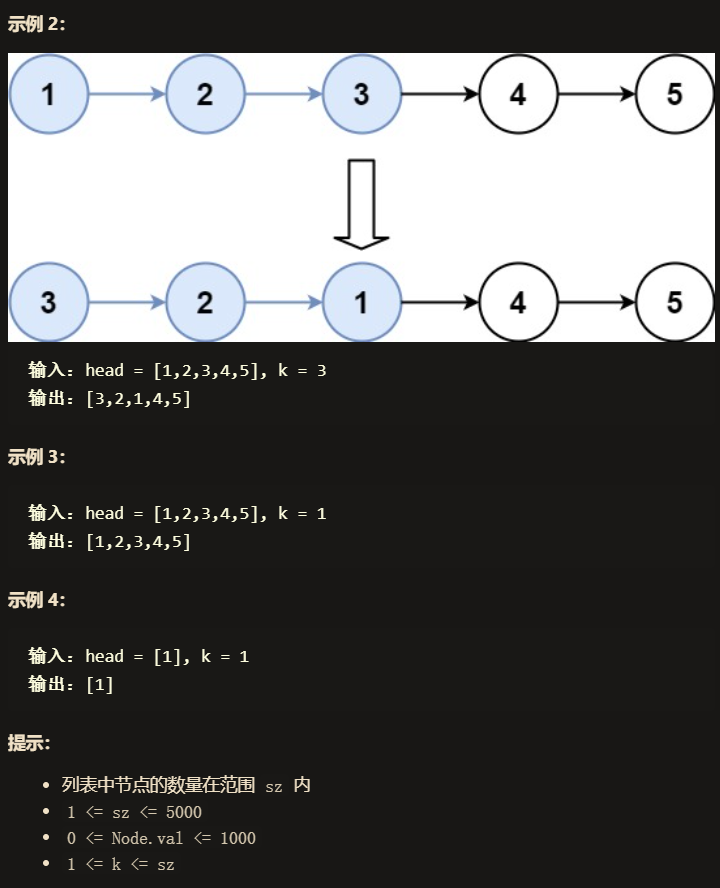 示例 2：
1 2 3 4 5
3 2 1 4 5
输入：head = [1,2,3,4,5], k = 3
输出：[3,2,1,4,5]
示例 3：
输入：head = [1,2,3,4,5], k = 1
输出：[1,2,3,4,5]
示例 4：
输入：head = [1], k = 1
输出：[1]
提示：
• 列表中节点的数量在范围 sz 内
• 1 <= sz <= 5000
• 0 <= Node.val <= 1000
• 1 <= k <= sz